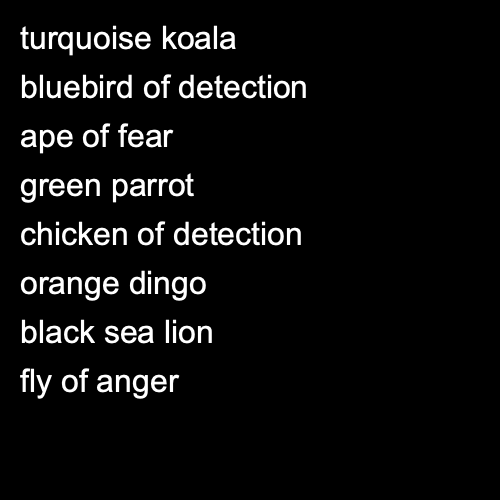 turquoise koala
bluebird of detection
ape of fear
green parrot
chicken of detection
orange dingo
black sea lion
fly of anger